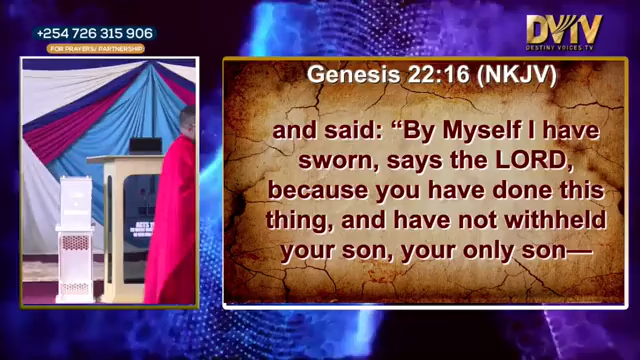 +254 726 315 906
FOR PRAYERS/ PARTNERSHIP
DVTV
DESTINY VOICES TV
Genesis 22:16 (NKJV)
and said: “By Myself I have
sworn, says the LORD,
because you have done this
thing, and have not withheld
your son, your only son—